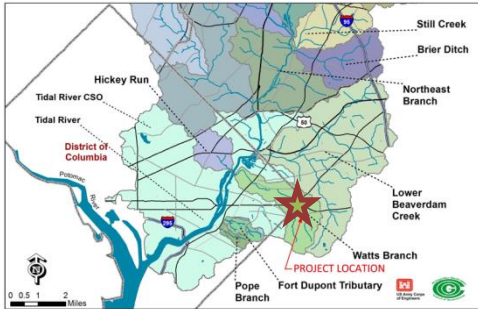 95
Still Creek
Brier Ditch
Hickey Run
Northeast
Branch
Tidal River CSO
50
Tidal River
District of
Columbia
Potomac
River
Lower
Beaverdam
Creek
295
Watts Branch
PROJECT LOCATION
Fort Dupont Tributary
Pope
Branch
N
0 0.5 1 2
Miles
US Army Corps
of Engineers